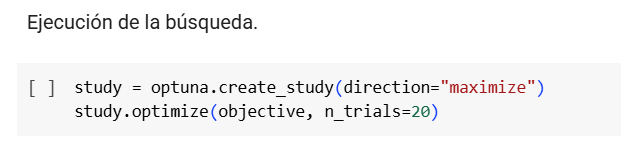 Ejecución de la búsqueda.
[ ] study = optuna.create_study(direction="maximize")
study.optimize(objective, n_trials=20)